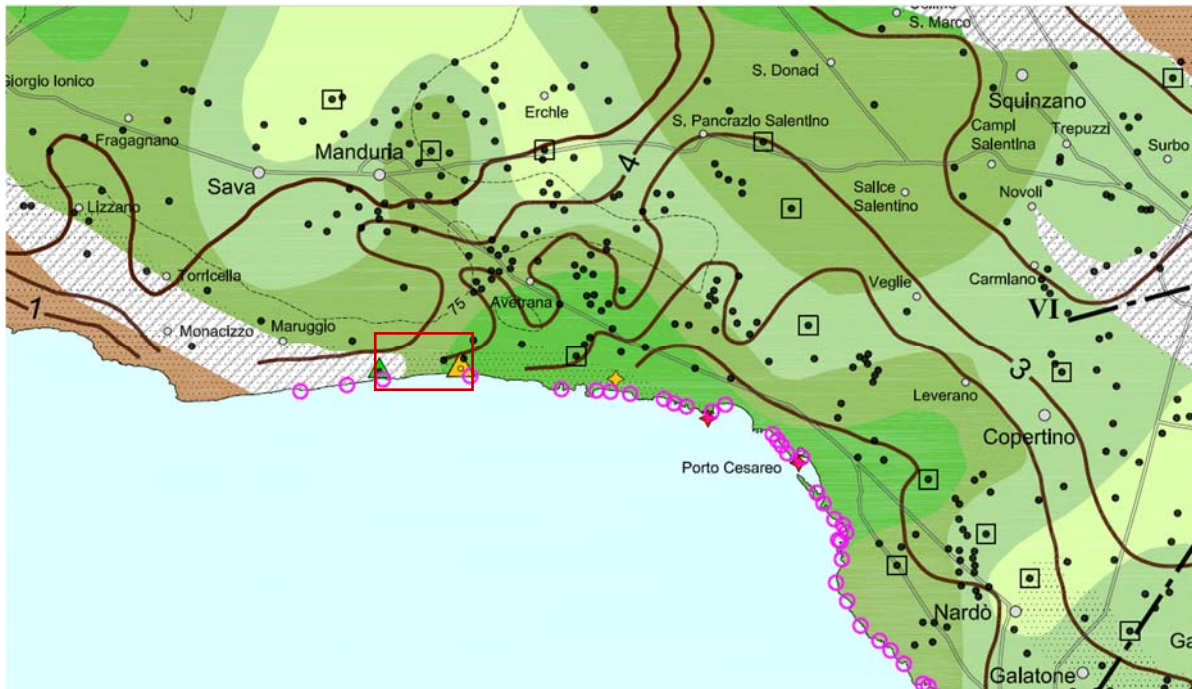 S. Marco
Giorgio Ionico
S. Donaci
Squinzano
Erchie
Fragagnano
S. Pancrazio Salentino
Campi
Salentina
Trepuzzi
Surbo
Manduria
4
Sava
Salice
Salentino
Novoli
Lizzano
Torricella
Carmiano
Avetrana
Veglie
75
VI
1
Monacizzo
Maruggio
3
Leverano
Copertino
Porto Cesareo
Nardò
Ga
Galatone